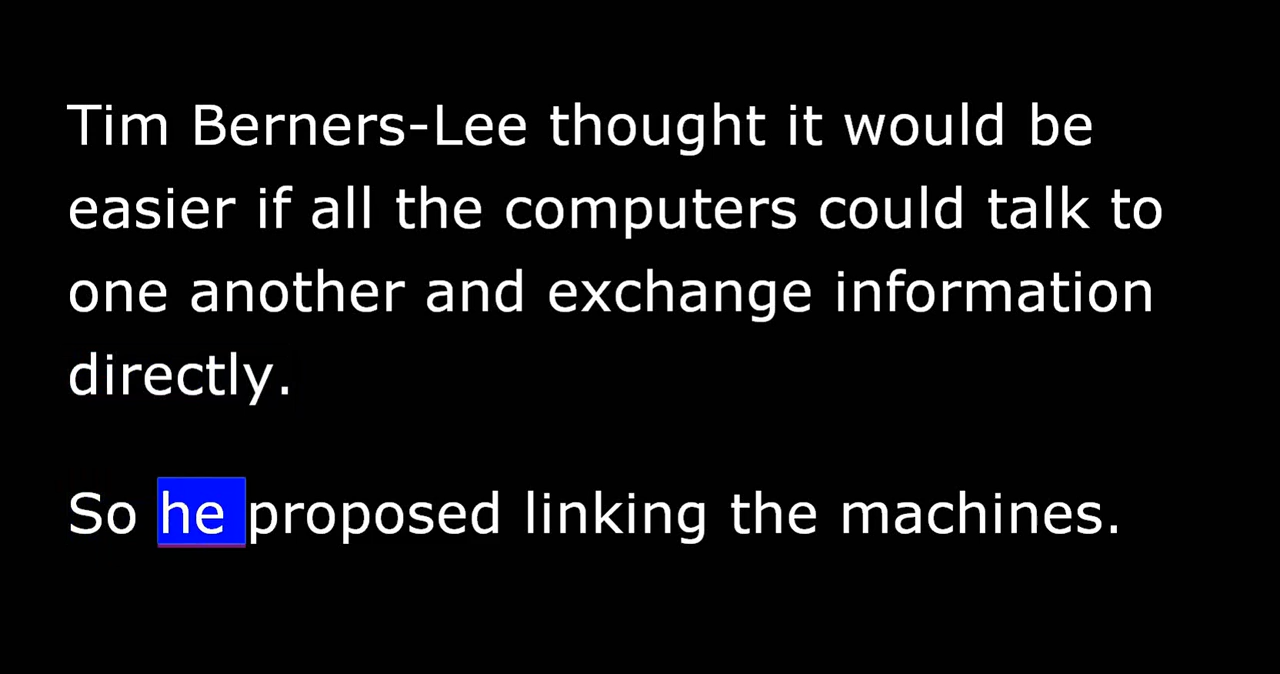 Tim Berners-Lee thought it would be
easier if all the computers could talk to
one another and exchange information
directly.
So he proposed linking the machines.